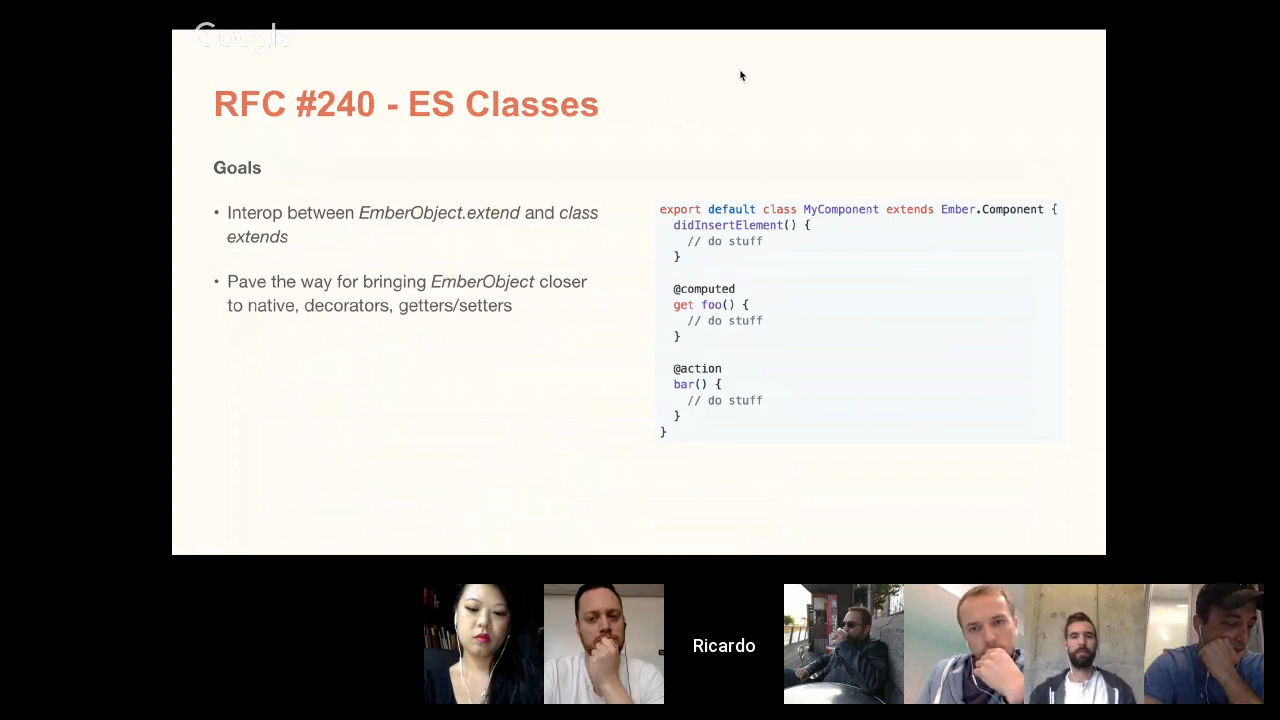 Google
RFC #240 - ES Classes
Goals
• Interop between EmberObject.extend and class
extends
• Pave the way for bringing EmberObject closer
to native, decorators, getters/setters
export default class MyComponent extends Ember.Component {
didInsertElement() {
// do stuff
}
@computed
get foo() {
// do stuff
}
@action
bar() {
// do stuff
}
}
Ricardo